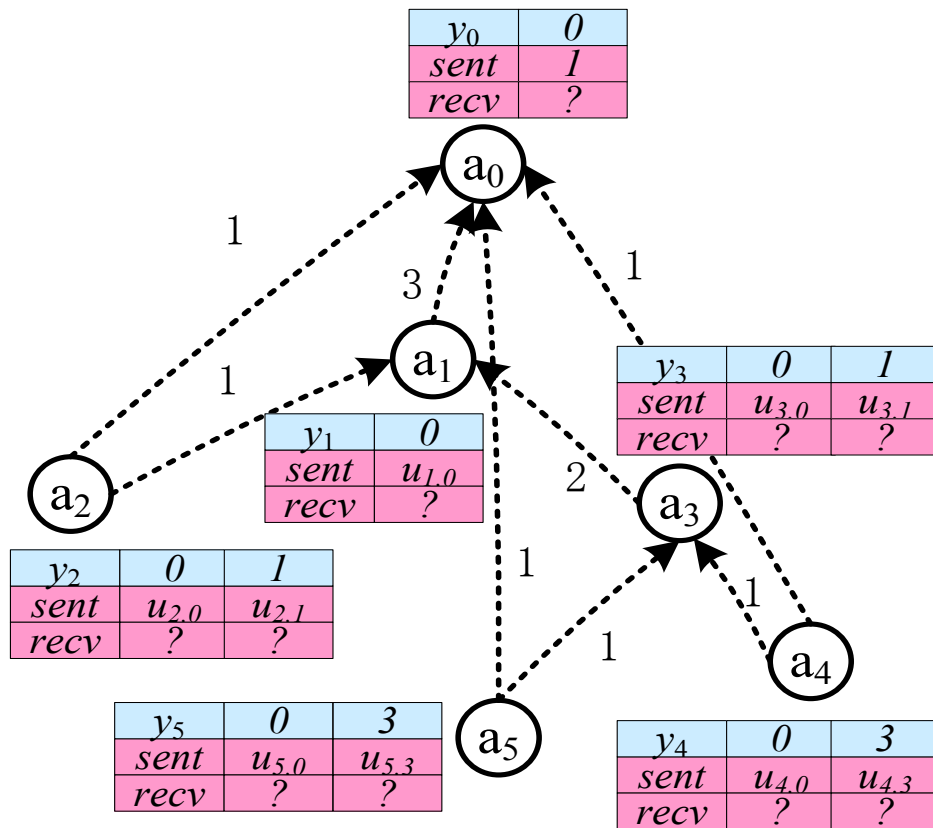 y₀ 0
sent 1
recv ?
a₀
1
3
1
a₁
1
y₃ 0 1
sent u₃.₀ u₃.₁
recv ? ?
y₁ 0
sent u₁.₀
recv ?
2
a₂
a₃
y₂ 0 1
sent u₂.₀ u₂.₁
recv ? ?
1
1
1
a₄
y₅ 0 3
sent u₅.₀ u₅.₃
recv ? ?
a₅
y₄ 0 3
sent u₄.₀ u₄.₃
recv ? ?